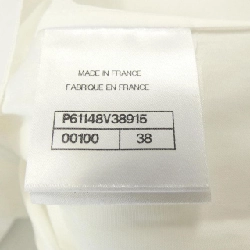 MADE IN FRANCE
FABRIQUE EN FRANCE
P61148V38915
00100 38